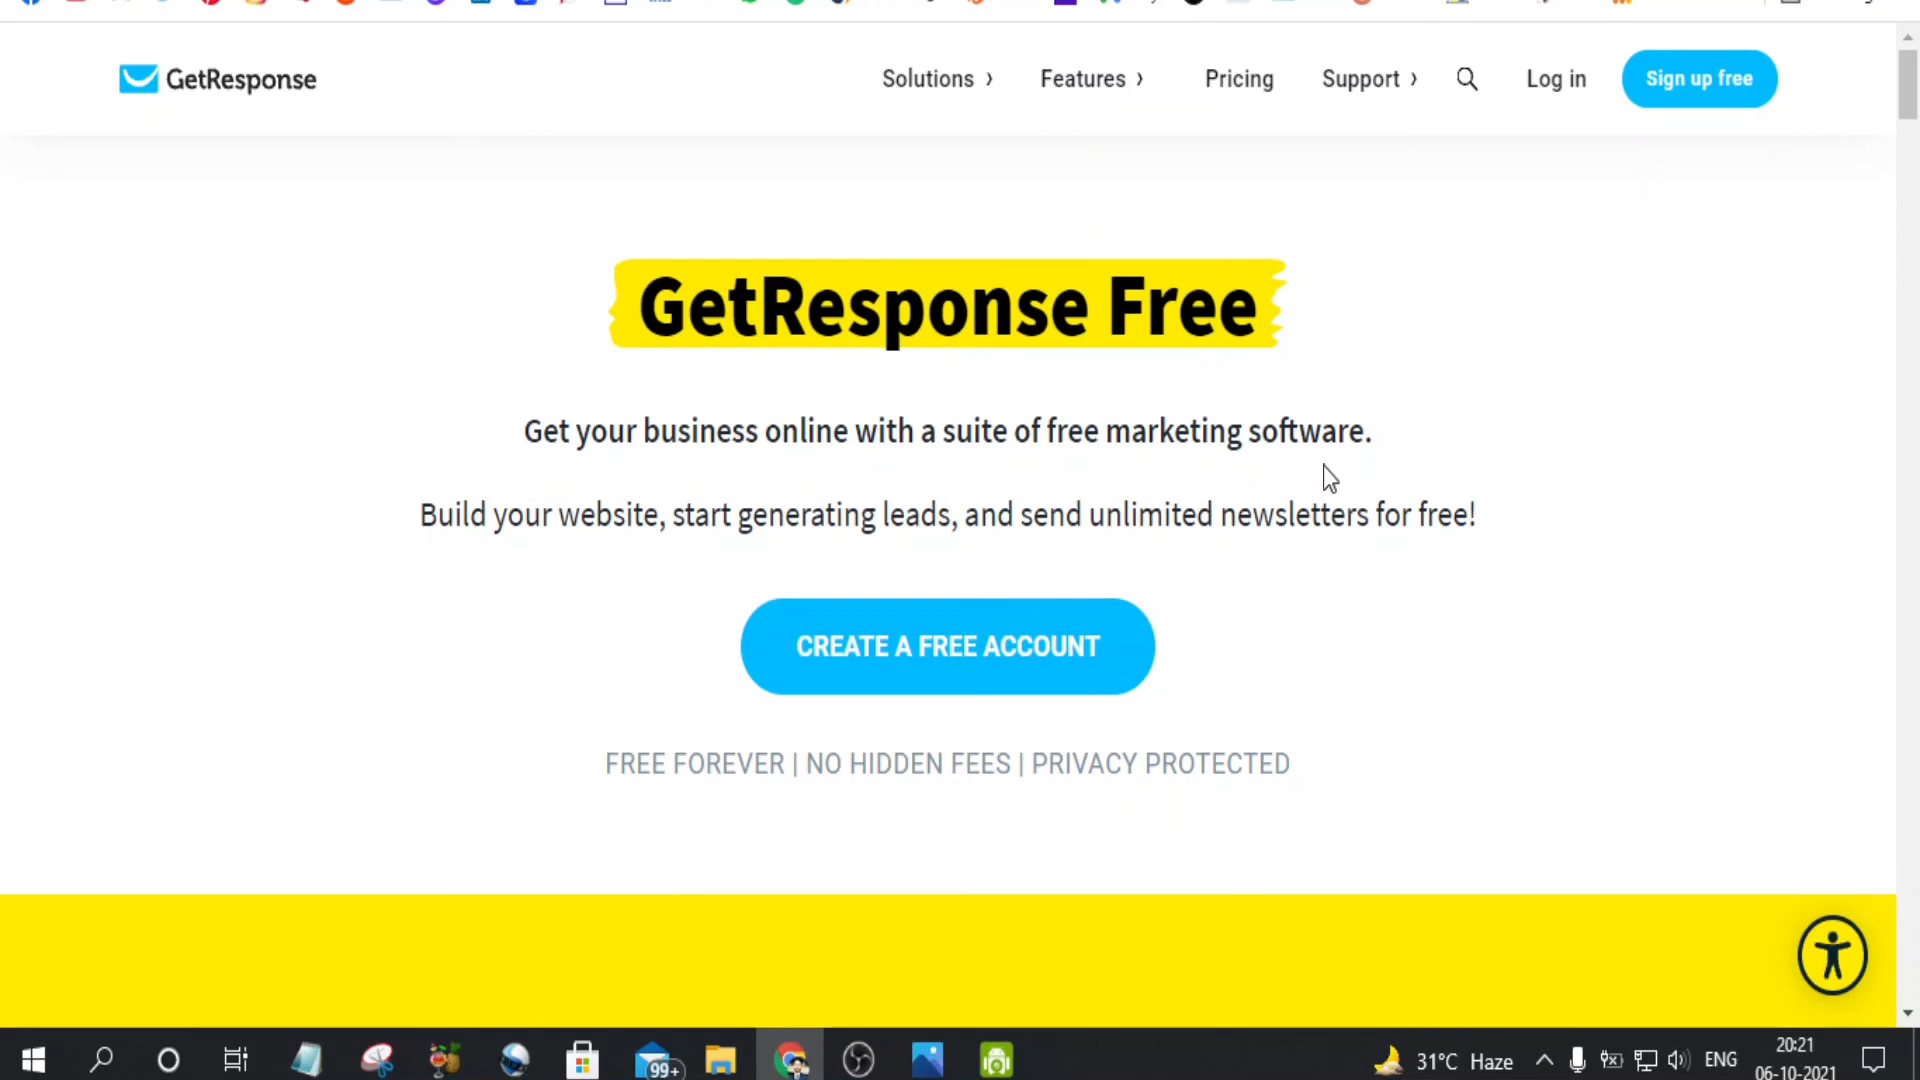 GetResponse
Solutions ›
Features ›
Pricing
Support ›
Log in
Sign up free
GetResponse Free
Get your business online with a suite of free marketing software.
Build your website, start generating leads, and send unlimited newsletters for free!
CREATE A FREE ACCOUNT
FREE FOREVER | NO HIDDEN FEES | PRIVACY PROTECTED
99+
31°C Haze
ENG
20:21
06-10-2021